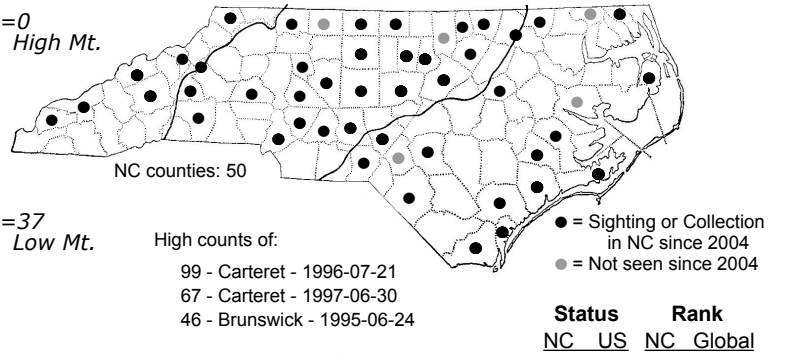 =0
High Mt.
NC counties: 50
=37
Low Mt.
High counts of:
99 - Carteret - 1996-07-21
67 - Carteret - 1997-06-30
46 - Brunswick - 1995-06-24
= Sighting or Collection
in NC since 2004
= Not seen since 2004
Status Rank
NC US NC Global